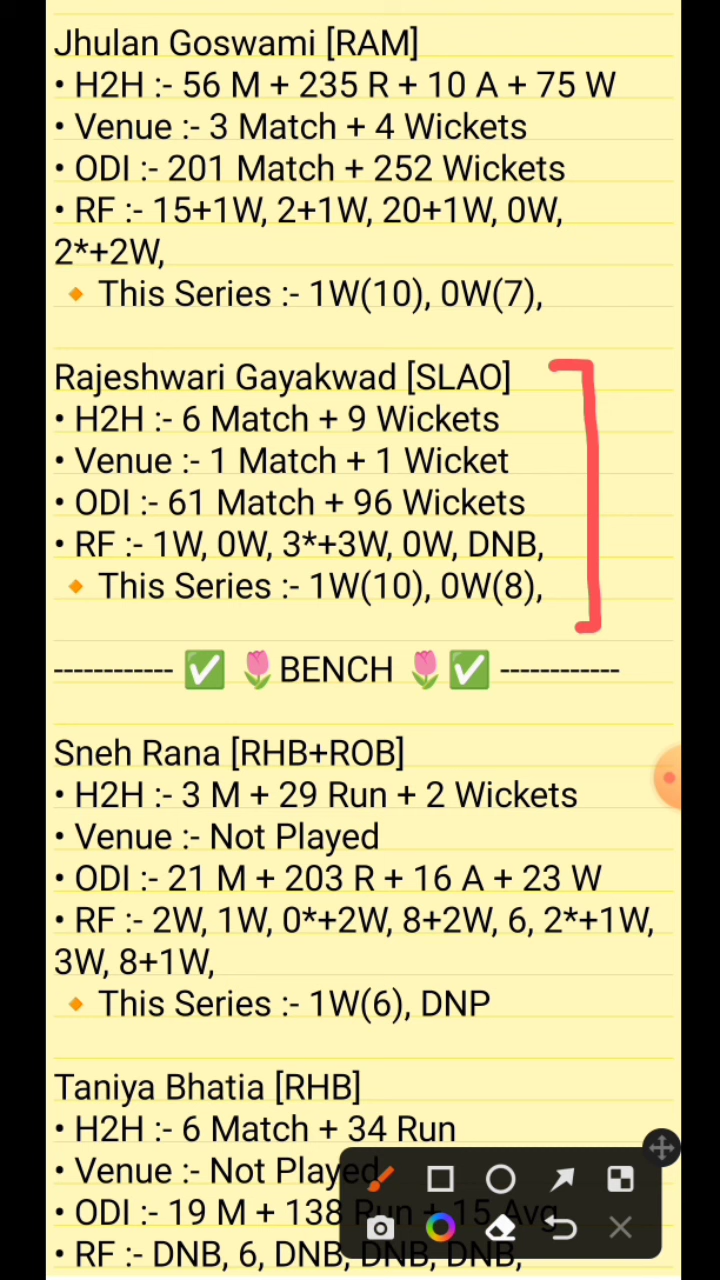 Jhulan Goswami [RAM]
• H2H :- 56 M + 235 R + 10 A + 75 W
• Venue :- 3 Match + 4 Wickets
• ODI :- 201 Match + 252 Wickets
• RF :- 15+1W, 2+1W, 20+1W, 0W,
2*+2W,
🔸This Series :- 1W(10), 0W(7),
Rajeshwari Gayakwad [SLAO]
• H2H :- 6 Match + 9 Wickets
• Venue :- 1 Match + 1 Wicket
• ODI :- 61 Match + 96 Wickets
• RF :- 1W, 0W, 3*+3W, 0W, DNB,
🔸This Series :- 1W(10), 0W(8),
------------ ✅ 🌷BENCH 🌷✅ ------------
Sneh Rana [RHB+ROB]
• H2H :- 3 M + 29 Run + 2 Wickets
• Venue :- Not Played
• ODI :- 21 M + 203 R + 16 A + 23 W
• RF :- 2W, 1W, 0*+2W, 8+2W, 6, 2*+1W,
3W, 8+1W,
🔸This Series :- 1W(6), DNP
Taniya Bhatia [RHB]
• H2H :- 6 Match + 34 Run
• Venue :- Not Played
• ODI :- 19 M + 138 Run + 15 Avg
• RF :- DNB, 6, DNB, DNB, DNB,